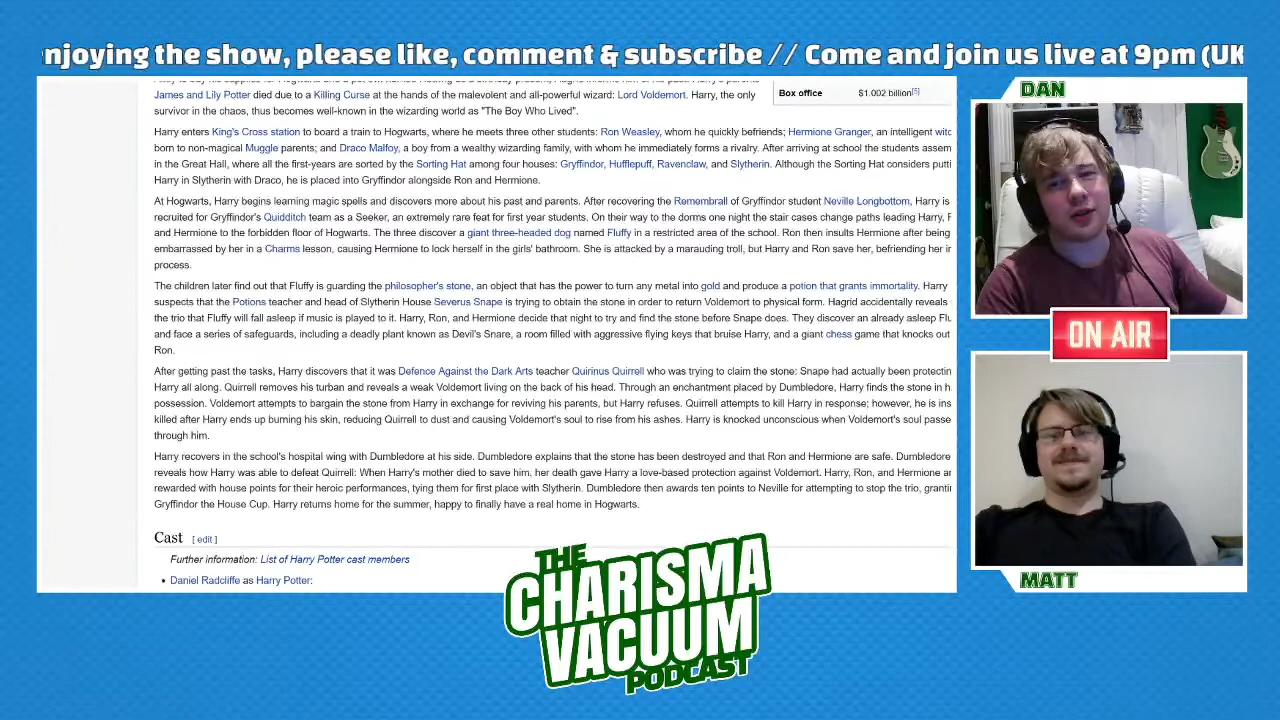 njoying the show, please like, comment & subscribe // Come and join us live at 9pm (UK
James and Lily Potter died due to a Killing Curse at the hands of the malevolent and all-powerful wizard: Lord Voldemort. Harry, the only
survivor in the chaos, thus becomes well-known in the wizarding world as "The Boy Who Lived".
Box office $1.002 billion[5]
Harry enters King's Cross station to board a train to Hogwarts, where he meets three other students: Ron Weasley, whom he quickly befriends; Hermione Granger, an intelligent witc
born to non-magical Muggle parents; and Draco Malfoy, a boy from a wealthy wizarding family, with whom he immediately forms a rivalry. After arriving at school the students assem
in the Great Hall, where all the first-years are sorted by the Sorting Hat among four houses: Gryffindor, Hufflepuff, Ravenclaw, and Slytherin. Although the Sorting Hat considers putti
Harry in Slytherin with Draco, he is placed into Gryffindor alongside Ron and Hermione.
At Hogwarts, Harry begins learning magic spells and discovers more about his past and parents. After recovering the Remembrall of Gryffindor student Neville Longbottom, Harry is
recruited for Gryffindor's Quidditch team as a Seeker, an extremely rare feat for first year students. On their way to the dorms one night the stair cases change paths leading Harry, F
and Hermione to the forbidden floor of Hogwarts. The three discover a giant three-headed dog named Fluffy in a restricted area of the school. Ron then insults Hermione after being
embarrassed by her in a Charms lesson, causing Hermione to lock herself in the girls' bathroom. She is attacked by a marauding troll, but Harry and Ron save her, befriending her ir
process.
The children later find out that Fluffy is guarding the philosopher's stone, an object that has the power to turn any metal into gold and produce a potion that grants immortality. Harry
suspects that the Potions teacher and head of Slytherin House Severus Snape is trying to obtain the stone in order to return Voldemort to physical form. Hagrid accidentally reveals
the trio that Fluffy will fall asleep if music is played to it. Harry, Ron, and Hermione decide that night to try and find the stone before Snape does. They discover an already asleep Flu
and face a series of safeguards, including a deadly plant known as Devil's Snare, a room filled with aggressive flying keys that bruise Harry, and a giant chess game that knocks out
Ron.
After getting past the tasks, Harry discovers that it was Defence Against the Dark Arts teacher Quirinus Quirrell who was trying to claim the stone: Snape had actually been protectin
Harry all along. Quirrell removes his turban and reveals a weak Voldemort living on the back of his head. Through an enchantment placed by Dumbledore, Harry finds the stone in h
possession. Voldemort attempts to bargain the stone from Harry in exchange for reviving his parents, but Harry refuses. Quirrell attempts to kill Harry in response; however, he is ins
killed after Harry ends up burning his skin, reducing Quirrell to dust and causing Voldemort's soul to rise from his ashes. Harry is knocked unconscious when Voldemort's soul passe
through him.
Harry recovers in the school's hospital wing with Dumbledore at his side. Dumbledore explains that the stone has been destroyed and that Ron and Hermione are safe. Dumbledore
reveals how Harry was able to defeat Quirrell: When Harry's mother died to save him, her death gave Harry a love-based protection against Voldemort. Harry, Ron, and Hermione ar
rewarded with house points for their heroic performances, tying them for first place with Slytherin. Dumbledore then awards ten points to Neville for attempting to stop the trio, granti
Gryffindor the House Cup. Harry returns home for the summer, happy to finally have a real home in Hogwarts.
Cast [ edit ]
Further information: List of Harry Potter cast members
• Daniel Radcliffe as Harry Potter:
DAN
ON AIR
MATT
THE
CHARISMA
VACUUM
PODCAST